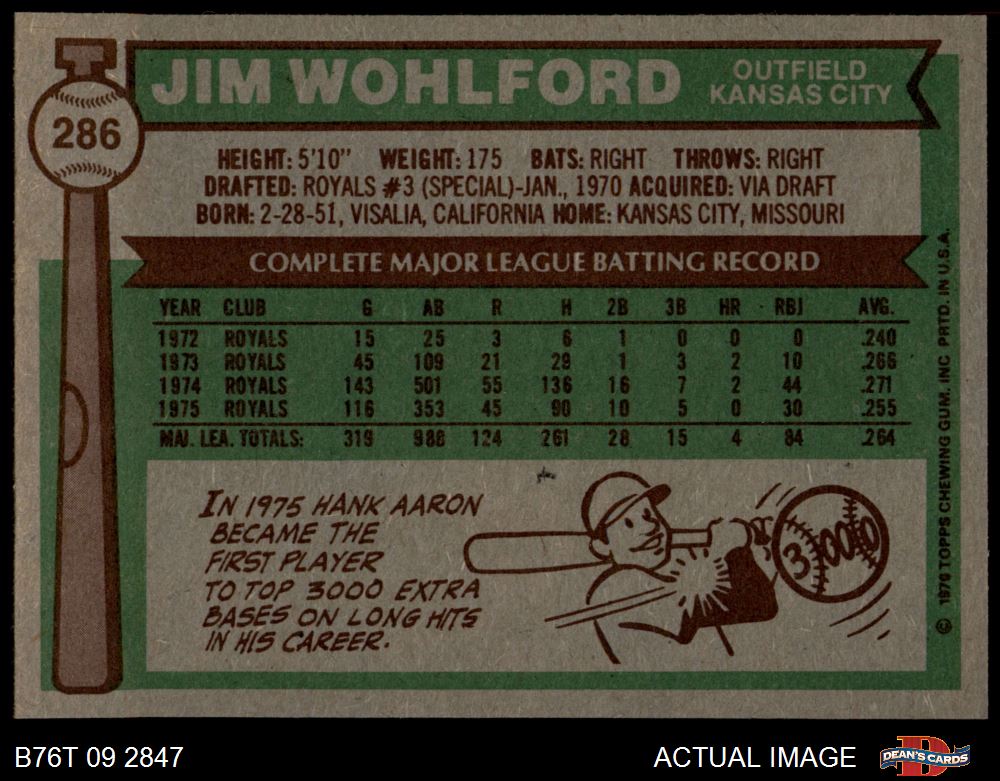 286
JIM WOHLFORD
OUTFIELD
KANSAS CITY
HEIGHT: 5'10" WEIGHT: 175 BATS: RIGHT THROWS: RIGHT
DRAFTED: ROYALS #3 (SPECIAL)-JAN., 1970 ACQUIRED: VIA DRAFT
BORN: 2-28-51, VISALIA, CALIFORNIA HOME: KANSAS CITY, MISSOURI
COMPLETE MAJOR LEAGUE BATTING RECORD
YEAR CLUB G AB R H 2B 3B HR RBI AVG.
1972 ROYALS 15 25 3 6 1 0 0 0 .240
1973 ROYALS 45 109 21 29 1 3 2 10 .266
1974 ROYALS 143 501 55 136 16 7 2 44 .271
1975 ROYALS 116 353 45 90 10 5 0 30 .255
MAJ. LEA. TOTALS: 319 988 124 261 28 15 4 84 .264
IN 1975 HANK AARON
BECAME THE
FIRST PLAYER
TO TOP 3000 EXTRA
BASES ON LONG HITS
IN HIS CAREER.
3000
© 1976 TOPPS CHEWING GUM, INC PRTD. IN U.S.A.
B76T 09 2847
ACTUAL IMAGE
D
DEAN'S CARDS